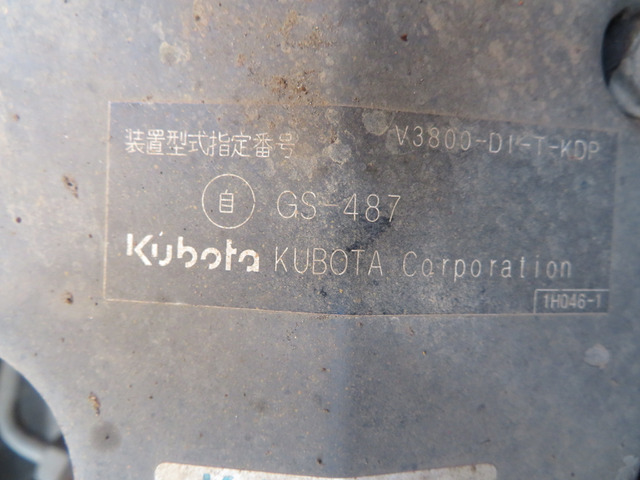 装置型式指定番号 V3800-DI-T-KDP
自 GS-487
Kubota KUBOTA Corporation
1H046-1